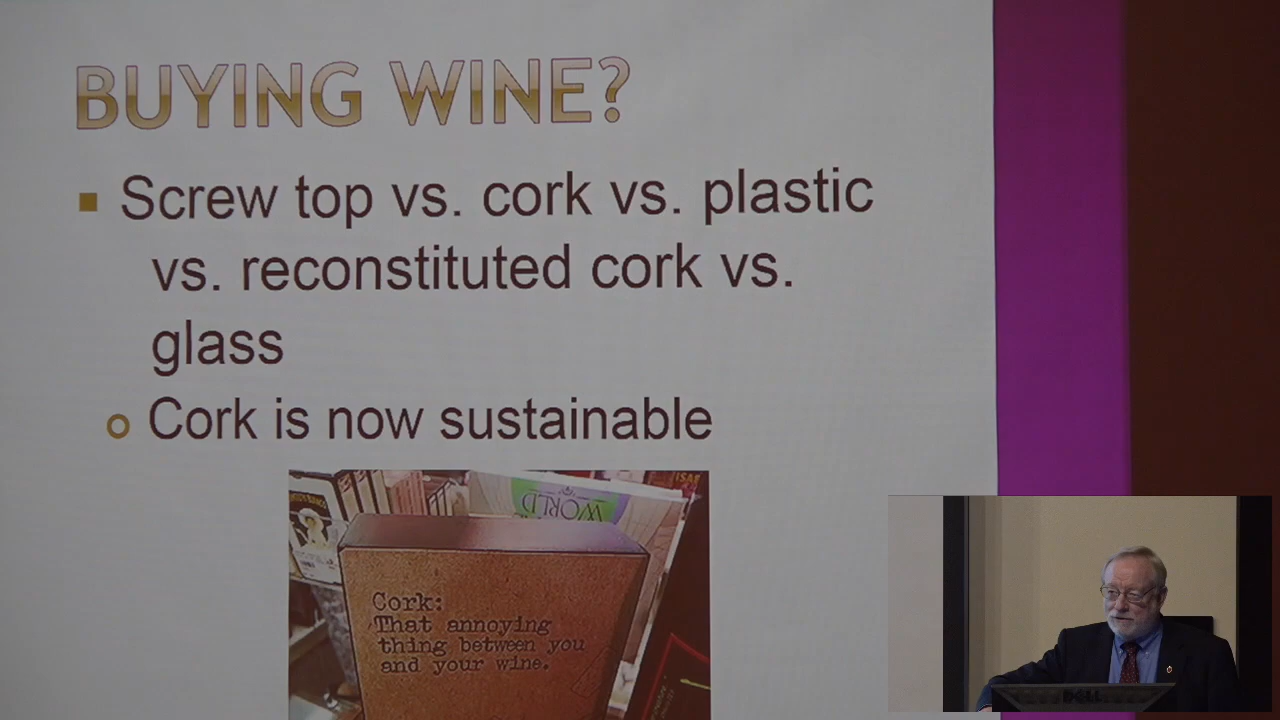 BUYING WINE?
Screw top vs. cork vs. plastic
vs. reconstituted cork vs.
glass
Cork is now sustainable
WORLD
Cork:
That annoying
thing between you
and your wine.
DELL